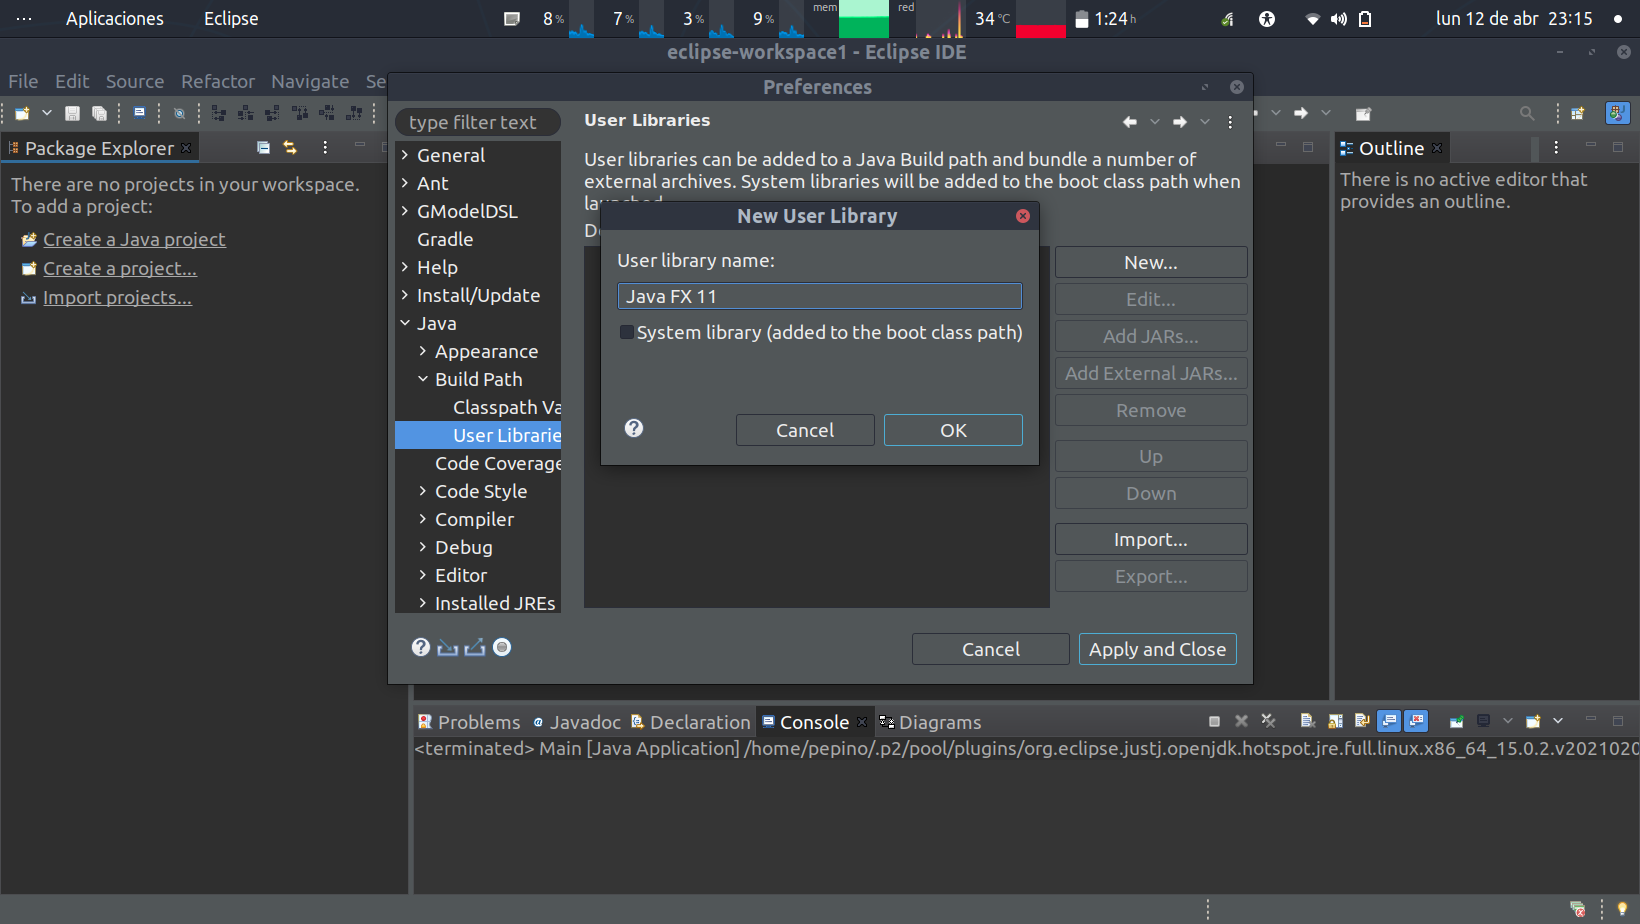 Aplicaciones
Eclipse
8 %
7 %
3 %
9 %
mem
red
34 °C
1:24 h
lun 12 de abr 23:15
eclipse-workspace1 - Eclipse IDE
File Edit Source Refactor Navigate Se
Preferences
type filter text
User Libraries
Package Explorer
Outline
There are no projects in your workspace.
To add a project:
Create a Java project
Create a project...
Import projects...
General
Ant
GModelDSL
Gradle
Help
Install/Update
Java
Appearance
Build Path
Classpath Va
User Librarie
Code Coverage
Code Style
Compiler
Debug
Editor
Installed JREs
User libraries can be added to a Java Build path and bundle a number of
external archives. System libraries will be added to the boot class path when
launched.
New User Library
User library name:
Java FX 11
System library (added to the boot class path)
Cancel
OK
New...
Edit...
Add JARs...
Add External JARs...
Remove
Up
Down
Import...
Export...
Cancel
Apply and Close
There is no active editor that
provides an outline.
Problems
Javadoc
Declaration
Console
Diagrams
<terminated> Main [Java Application] /home/pepino/.p2/pool/plugins/org.eclipse.justj.openjdk.hotspot.jre.full.linux.x86_64_15.0.2.v2021020